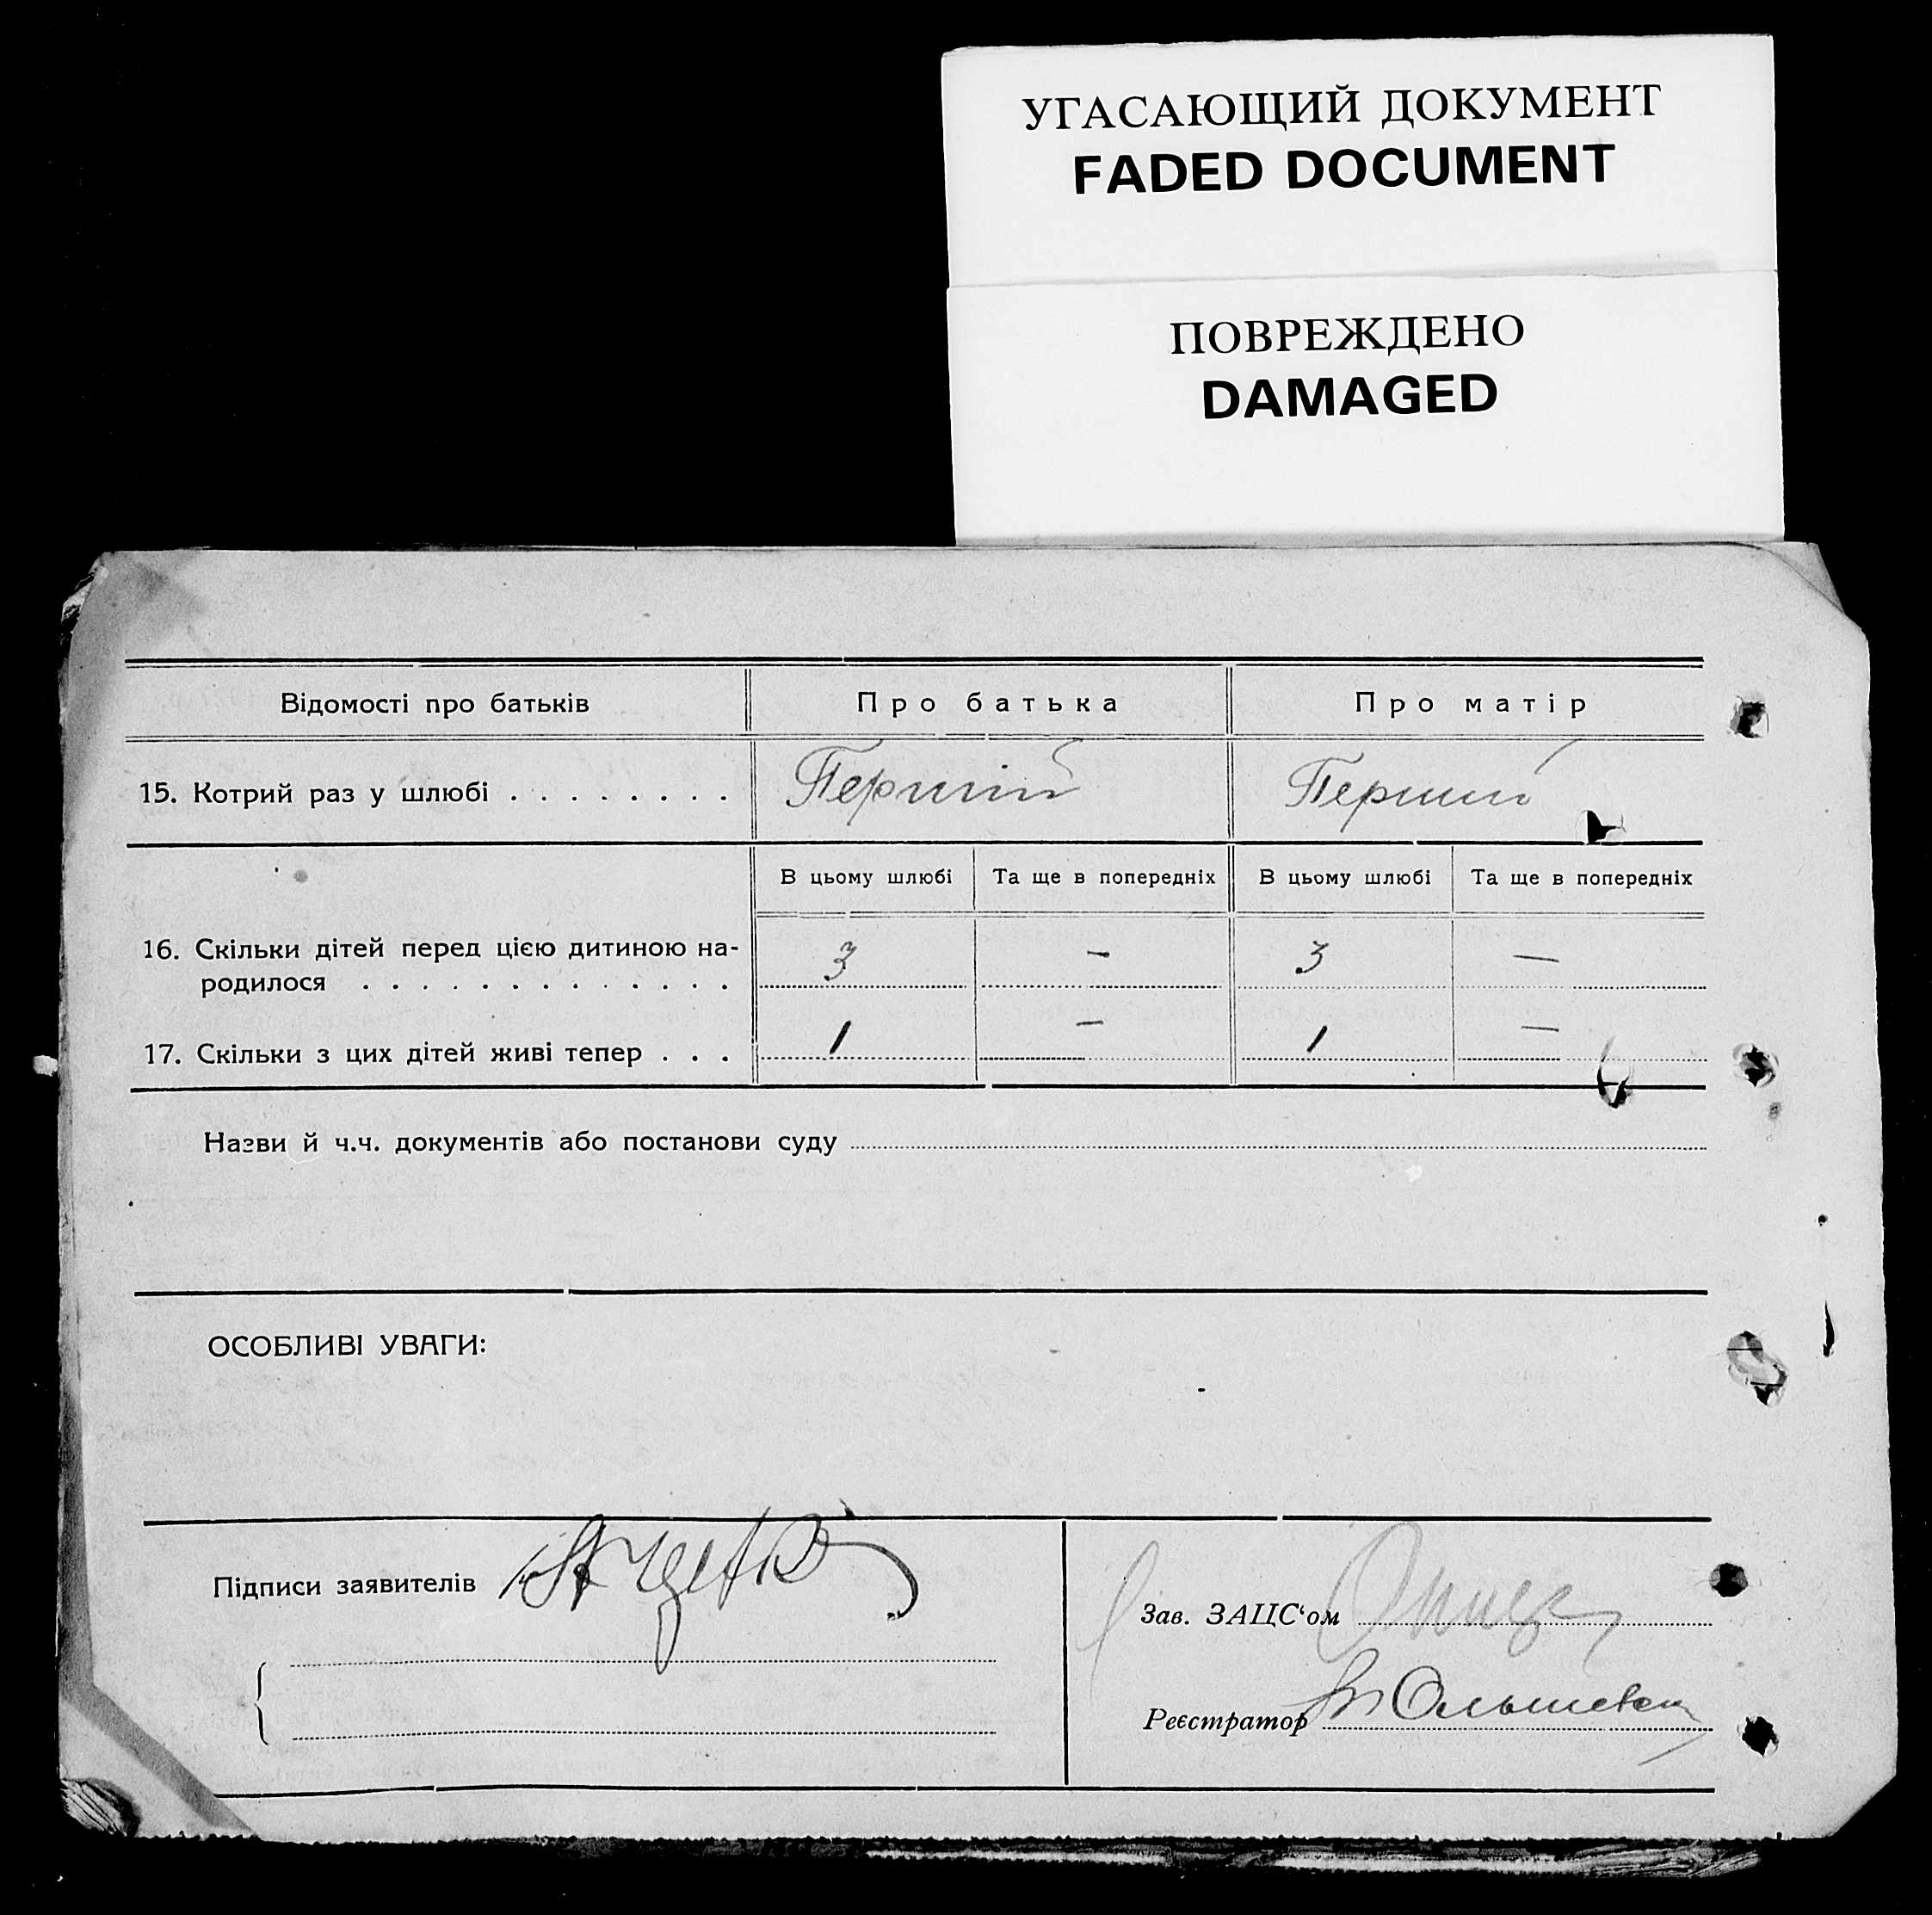 УГАСАЮЩИЙ ДОКУМЕНТ
FADED DOCUMENT
ПОВРЕЖДЕНО
DAMAGED
Відомості про батьків Про батька Про матір
15. Котрий раз у шлюбі . . . . . . . . Перший Перший
В цьому шлюбі Та ще в попередніх В цьому шлюбі Та ще в попередніх
16. Скільки дітей перед цією дитиною на-
родилося . . . . . . . . . . . . . 3 — 3 —
17. Скільки з цих дітей живі тепер . . . 1 — 1 —
Назви й ч.ч. документів або постанови суду
ОСОБЛИВІ УВАГИ:
Підписи заявителів
Зав. ЗАЦС‘ом
Реєстратор